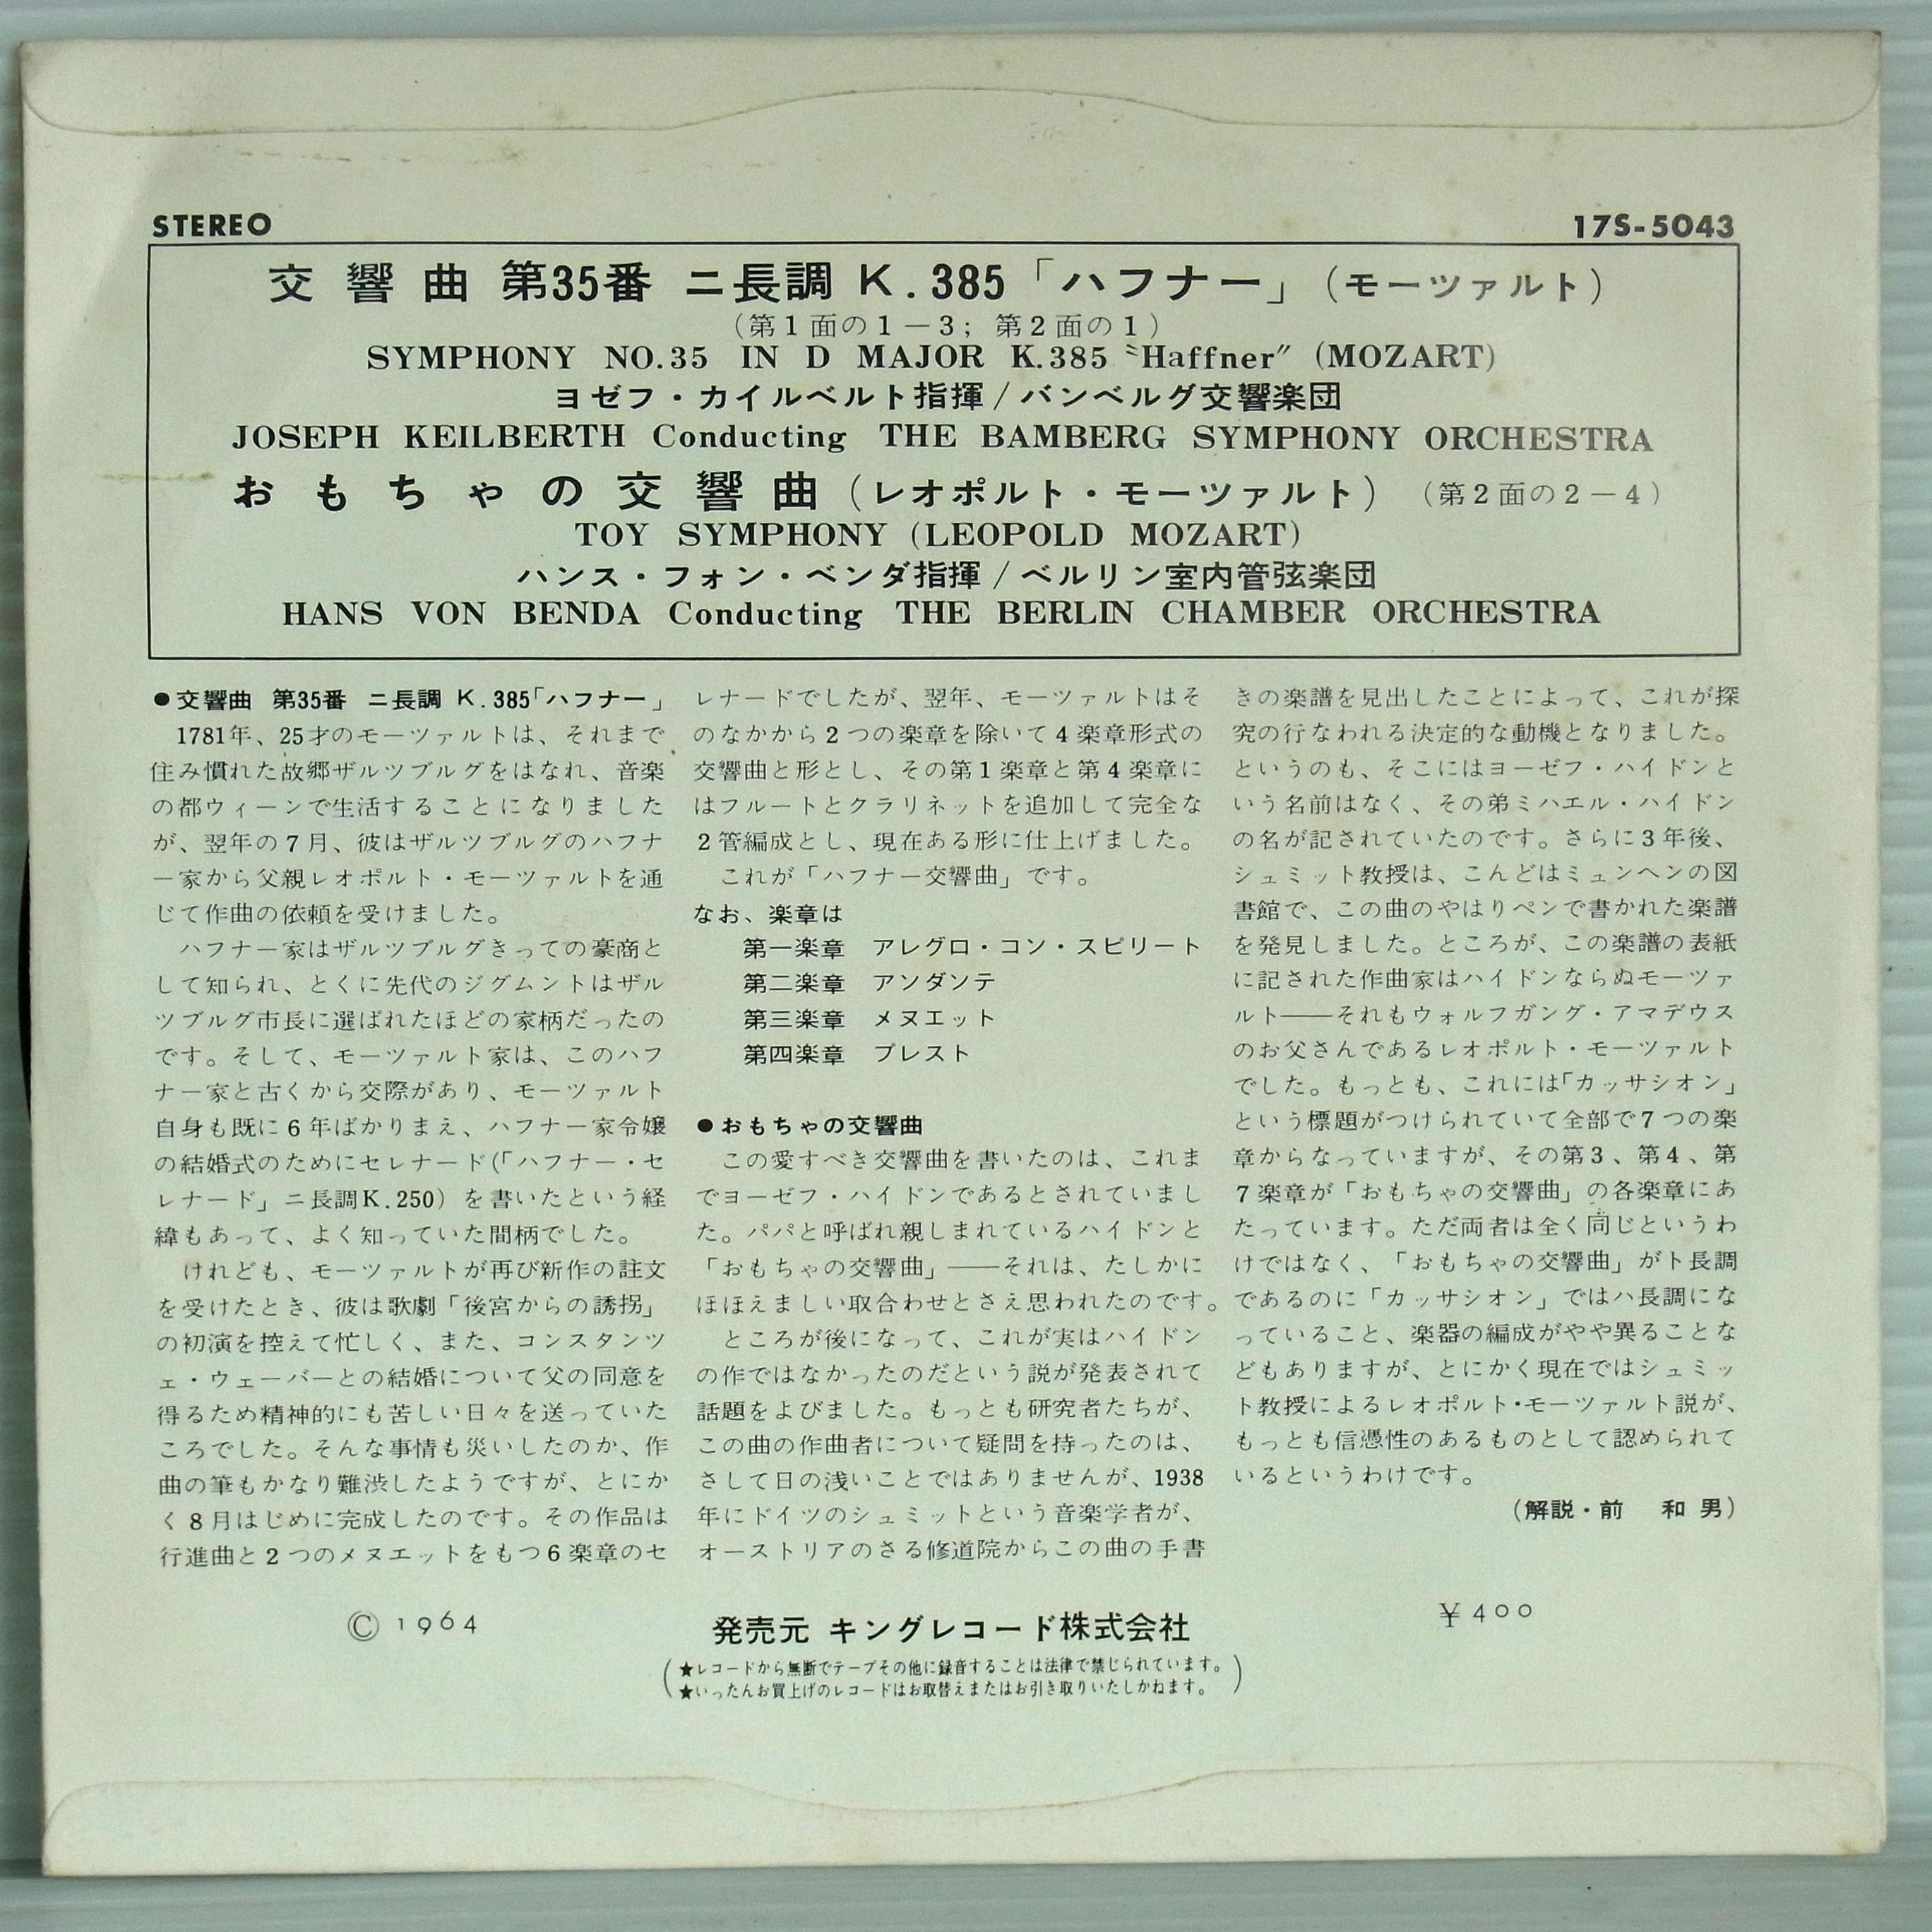 STEREO
17S-5043
交響曲 第35番 ニ長調 K.385「ハフナー」(モーツァルト)
(第1面の1－3; 第2面の1)
SYMPHONY NO.35 IN D MAJOR K.385 〝Haffner″ (MOZART)
ヨゼフ・カイルベルト指揮/バンベルグ交響楽団
JOSEPH KEILBERTH Conducting THE BAMBERG SYMPHONY ORCHESTRA
おもちゃの交響曲(レオポルト・モーツァルト) (第2面の2－4)
TOY SYMPHONY (LEOPOLD MOZART)
ハンス・フォン・ベンダ指揮/ベルリン室内管弦楽団
HANS VON BENDA Conducting THE BERLIN CHAMBER ORCHESTRA
●交響曲 第35番 ニ長調 K.385「ハフナー」
1781年、25才のモーツァルトは、それまで
住み慣れた故郷ザルツブルグをはなれ、音楽
の都ウィーンで生活することになりました
が、翌年の7月、彼はザルツブルグのハフナ
ー家から父親レオポルト・モーツァルトを通
じて作曲の依頼を受けました。
ハフナー家はザルツブルグきっての豪商と
して知られ、とくに先代のジグムントはザル
ツブルグ市長に選ばれたほどの家柄だったの
です。そして、モーツァルト家は、このハフ
ナー家と古くから交際があり、モーツァルト
自身も既に6年ばかりまえ、ハフナー家令嬢
の結婚式のためにセレナード(「ハフナー・セ
レナード」ニ長調K.250)を書いたという経
緯もあって、よく知っていた間柄でした。
けれども、モーツァルトが再び新作の註文
を受けたとき、彼は歌劇「後宮からの誘拐」
の初演を控えて忙しく、また、コンスタンツ
ェ・ウェーバーとの結婚について父の同意を
得るため精神的にも苦しい日々を送っていた
ころでした。そんな事情も災いしたのか、作
曲の筆もかなり難渋したようですが、とにか
く8月はじめに完成したのです。その作品は
行進曲と2つのメヌエットをもつ6楽章のセ
レナードでしたが、翌年、モーツァルトはそ
のなかから2つの楽章を除いて4楽章形式の
交響曲と形とし、その第1楽章と第4楽章に
はフルートとクラリネットを追加して完全な
2管編成とし、現在ある形に仕上げました。
これが「ハフナー交響曲」です。
なお、楽章は
第一楽章 アレグロ・コン・スピリート
第二楽章 アンダンテ
第三楽章 メヌエット
第四楽章 プレスト
●おもちゃの交響曲
この愛すべき交響曲を書いたのは、これま
でヨーゼフ・ハイドンであるとされていまし
た。パパと呼ばれ親しまれているハイドンと
「おもちゃの交響曲」――それは、たしかに
ほほえましい取合わせとさえ思われたのです。
ところが後になって、これが実はハイドン
の作ではなかったのだという説が発表されて
話題をよびました。もっとも研究者たちが、
この曲の作曲者について疑問を持ったのは、
さして日の浅いことではありませんが、1938
年にドイツのシュミットという音楽学者が、
オーストリアのさる修道院からこの曲の手書
きの楽譜を見出したことによって、これが探
究の行なわれる決定的な動機となりました。
というのも、そこにはヨーゼフ・ハイドンと
いう名前はなく、その弟ミハエル・ハイドン
の名が記されていたのです。さらに3年後、
シュミット教授は、こんどはミュンヘンの図
書館で、この曲のやはりペンで書かれた楽譜
を発見しました。ところが、この楽譜の表紙
に記された作曲家はハイドンならぬモーツァ
ルト――それもウォルフガング・アマデウス
のお父さんであるレオポルト・モーツァルト
でした。もっとも、これには「カッサシオン」
という標題がつけられていて全部で7つの楽
章からなっていますが、その第3、第4、第
7楽章が「おもちゃの交響曲」の各楽章にあ
たっています。ただ両者は全く同じというわ
けではなく、「おもちゃの交響曲」がト長調
であるのに「カッサシオン」ではハ長調にな
っていること、楽器の編成がやや異ることな
どもありますが、とにかく現在ではシュミッ
ト教授によるレオポルト・モーツァルト説が、
もっとも信憑性のあるものとして認められて
いるというわけです。
(解説・前 和男)
© 1964
発売元 キングレコード株式会社
¥400
★レコードから無断でテープその他に録音することは法律で禁じられています。
★いったんお買上げのレコードはお取替えまたはお引き取りいたしかねます。